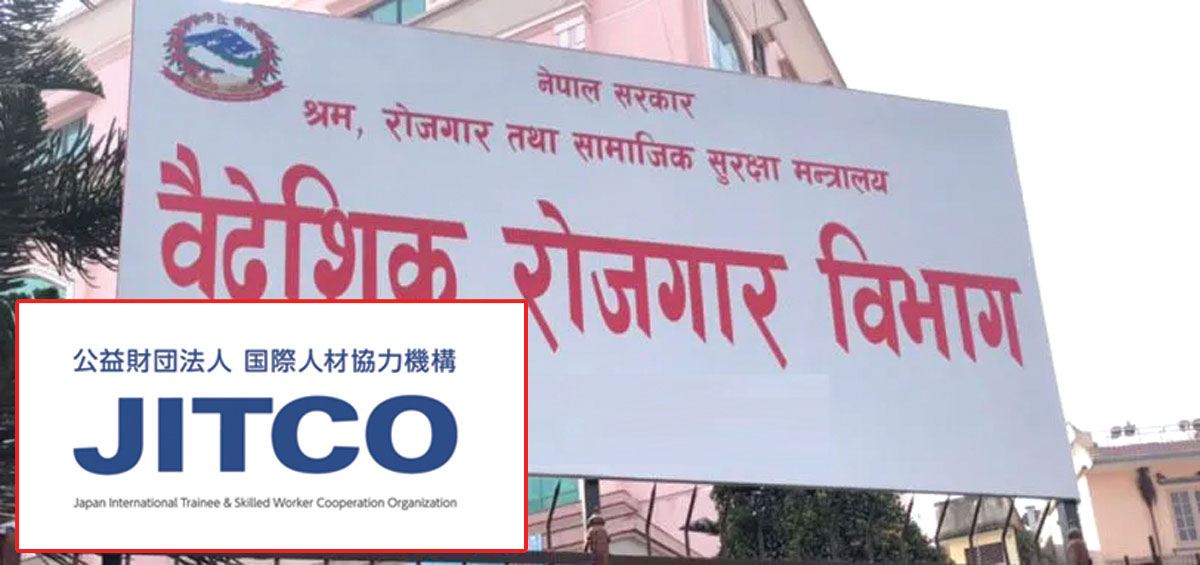 नेपाल सरकार
श्रम, रोजगार तथा सामाजिक सुरक्षा मन्त्रालय
वैदेशिक रोजगार विभाग
公益財団法人 国際人材協力機構
JITCO
Japan International Trainee & Skilled Worker Cooperation Organization